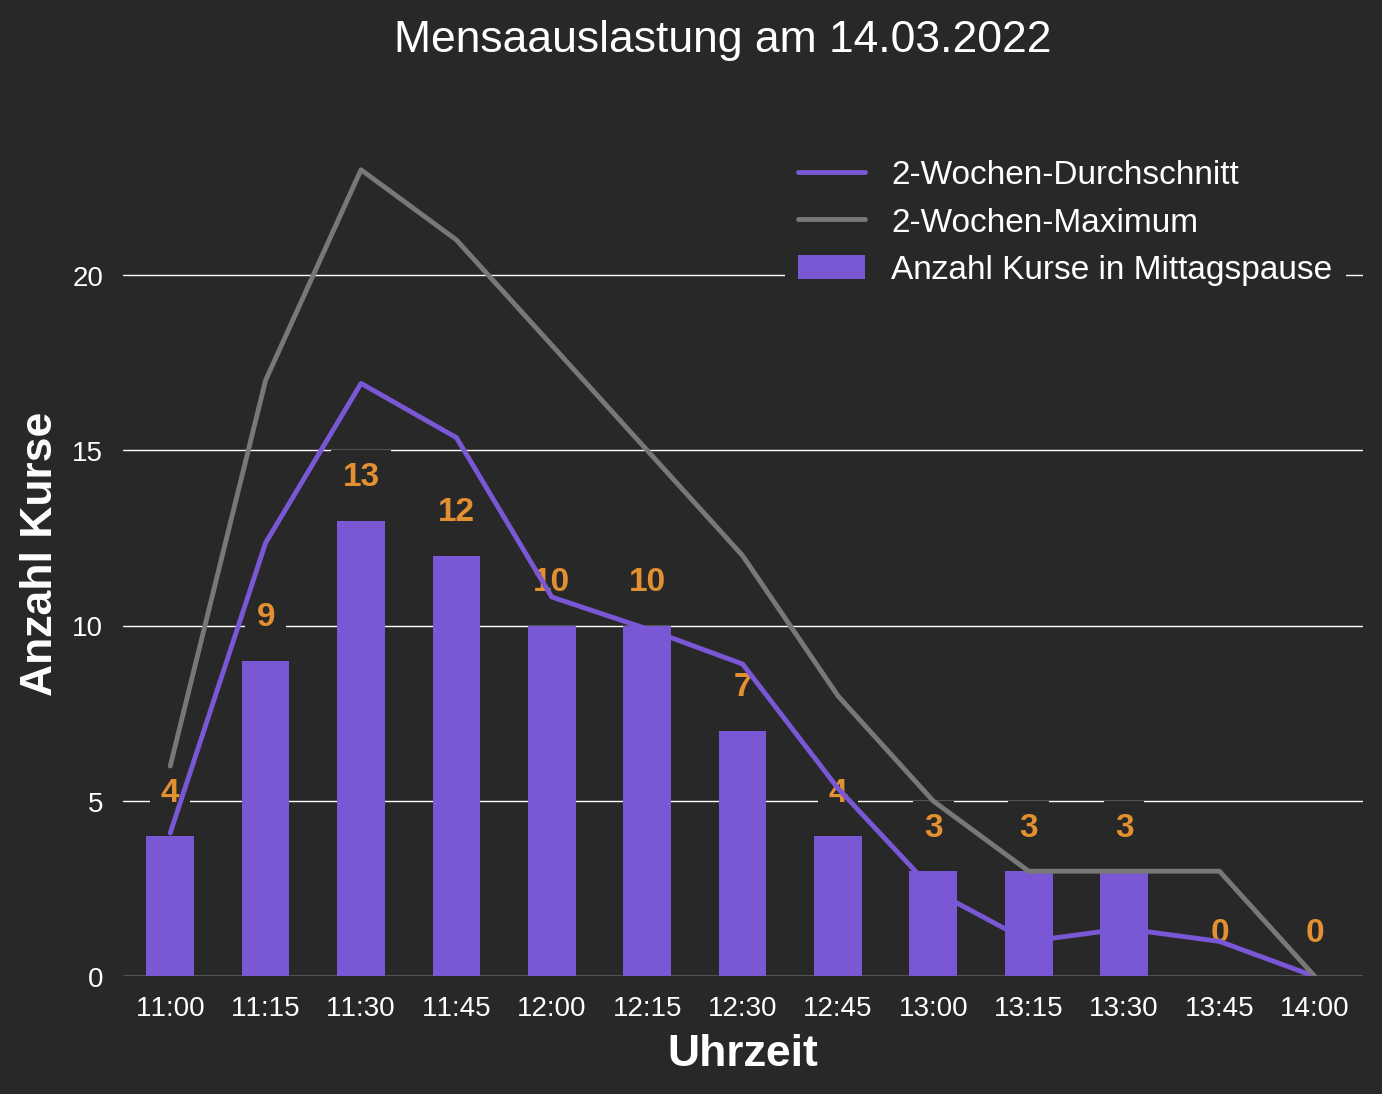 Mensaauslastung am 14.03.2022
2-Wochen-Durchschnitt
2-Wochen-Maximum
Anzahl Kurse in Mittagspause
Anzahl Kurse
20
15
10
5
0
4
9
13
12
10
10
7
4
3
3
3
0
0
11:00 11:15 11:30 11:45 12:00 12:15 12:30 12:45 13:00 13:15 13:30 13:45 14:00
Uhrzeit